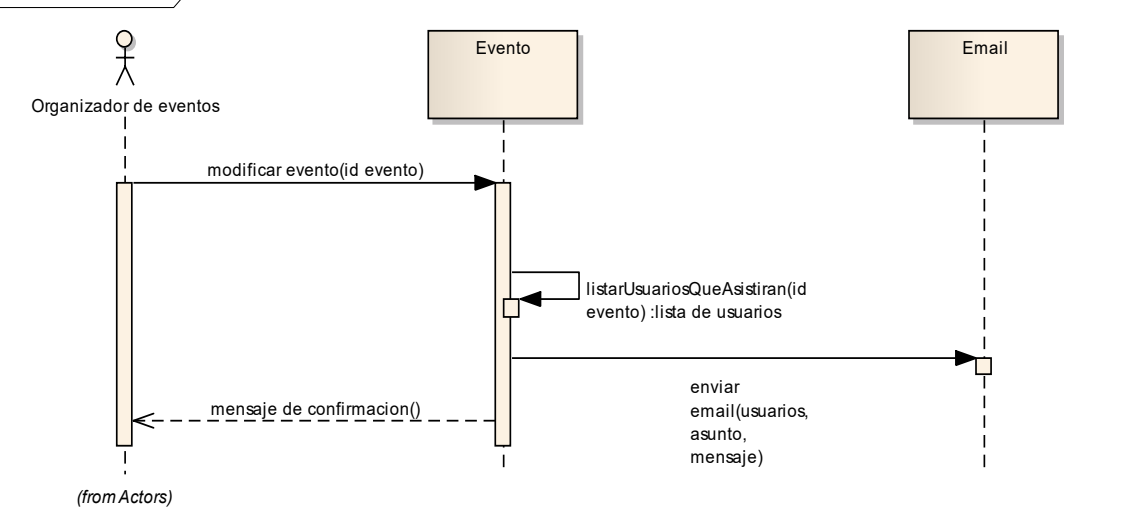 Evento
Email
Organizador de eventos
modificar evento(id evento)
listarUsuariosQueAsistiran(id
evento) :lista de usuarios
enviar
email(usuarios,
asunto,
mensaje)
mensaje de confirmacion()
(from Actors)